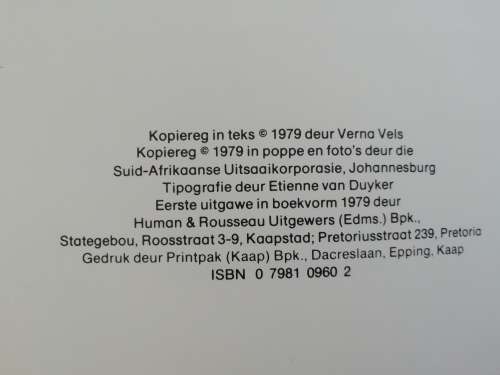 Kopiereg in teks © 1979 deur Verna Vels
Kopiereg © 1979 in poppe en foto's deur die
Suid-Afrikaanse Uitsaaikorporasie, Johannesburg
Tipografie deur Etienne van Duyker
Eerste uitgawe in boekvorm 1979 deur
Human & Rousseau Uitgewers (Edms.) Bpk.,
Stategebou, Roosstraat 3-9, Kaapstad; Pretoriusstraat 239, Pretoria
Gedruk deur Printpak (Kaap) Bpk., Dacreslaan, Epping, Kaap
ISBN 0 7981 0960 2